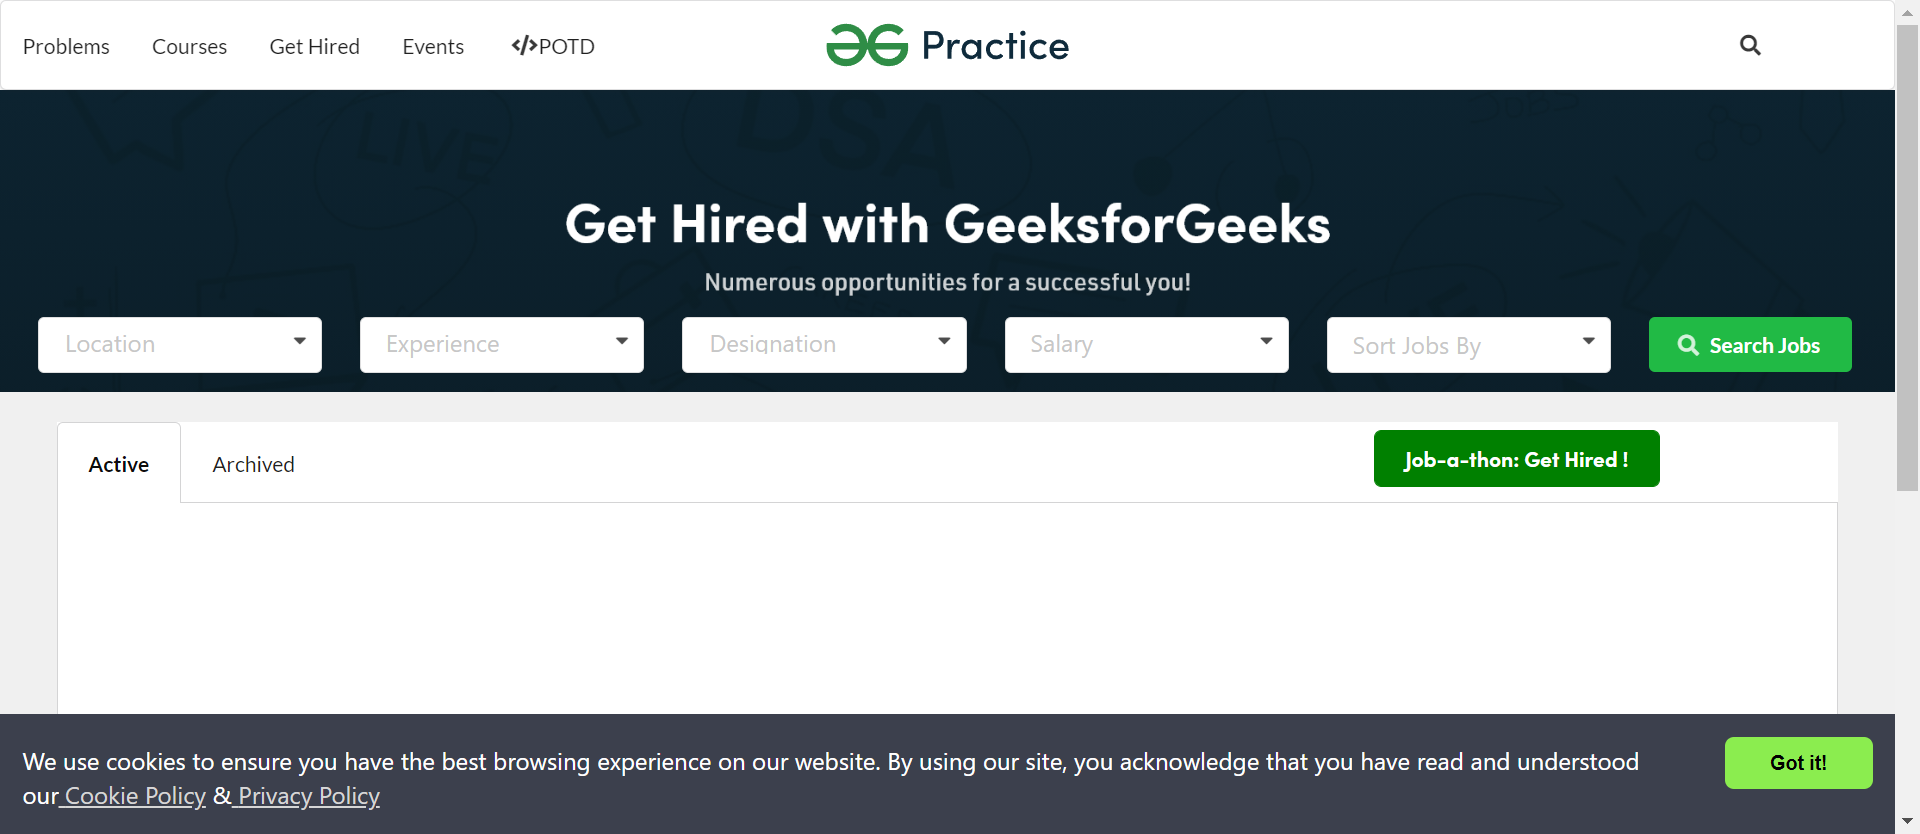 Problems Courses Get Hired Events </>POTD Practice
LIVE DSA
Get Hired with GeeksforGeeks
Numerous opportunities for a successful you!
Location Experience Designation Salary Sort Jobs By Search Jobs
Active Archived Job-a-thon: Get Hired !
We use cookies to ensure you have the best browsing experience on our website. By using our site, you acknowledge that you have read and understood
our Cookie Policy & Privacy Policy
Got it!